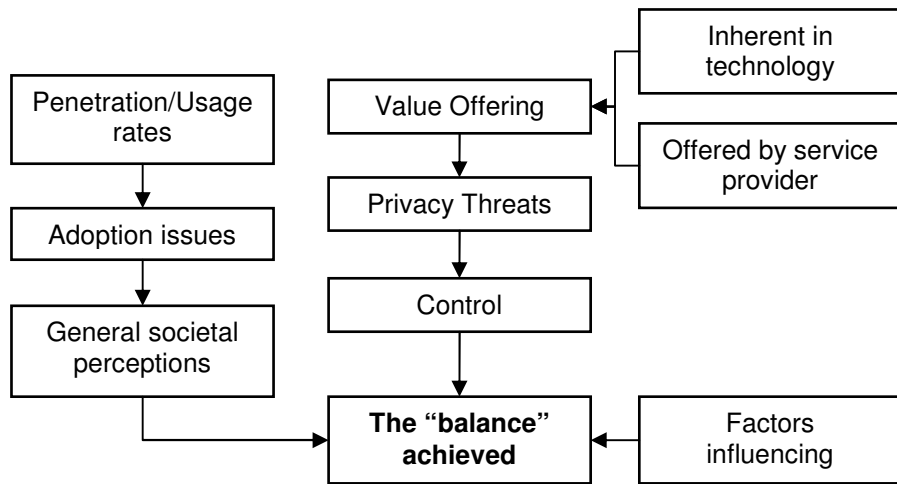 Penetration/Usage
rates
Adoption issues
General societal
perceptions
Value Offering
Privacy Threats
Control
The “balance”
achieved
Inherent in
technology
Offered by service
provider
Factors
influencing